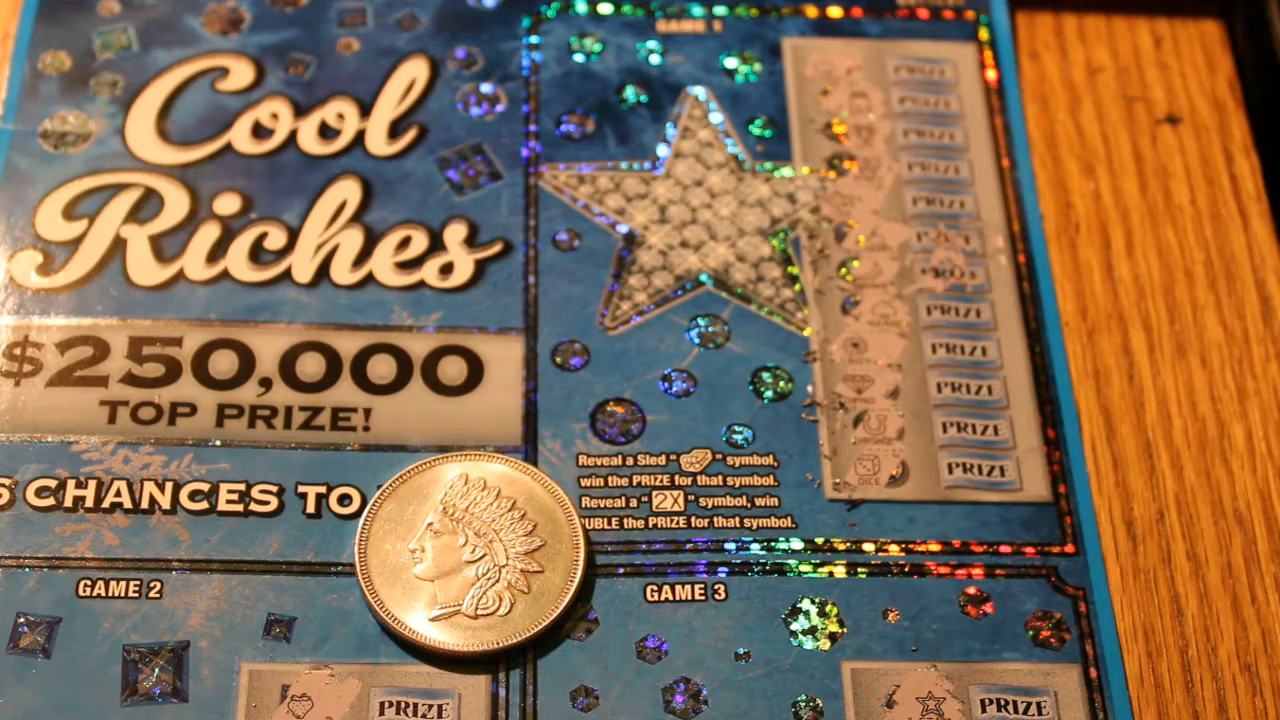 GAME 1
Cool
Riches
$250,000
TOP PRIZE!
CHANCES TO
Reveal a Sled " " symbol,
win the PRIZE for that symbol.
Reveal a " 2X " symbol, win
UBLE the PRIZE for that symbol.
PRIZE
PRIZE
PRIZE
PRIZE
PRIZE
PRIZE
PRIZE
PRIZE
PRIZE
PRIZE
DICE
PRIZE
GAME 2
GAME 3
PRIZE
PRIZE